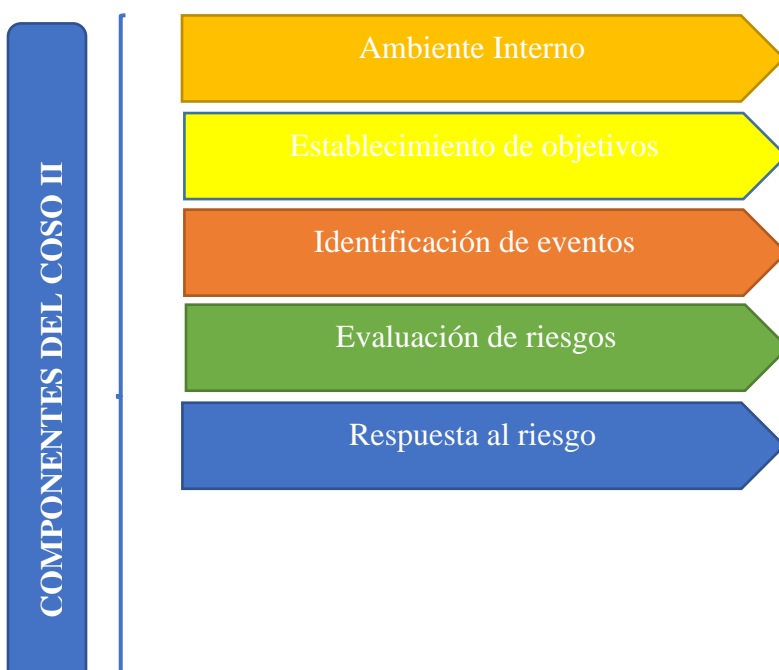 COMPONENTES DEL COSO II
Ambiente Interno
Establecimiento de objetivos
Identificación de eventos
Evaluación de riesgos
Respuesta al riesgo